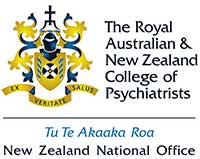 The Royal
Australian &
New Zealand
College of
Psychiatrists
EX VERITATE SALUS
Tu Te Akaaka Roa
New Zealand National Office